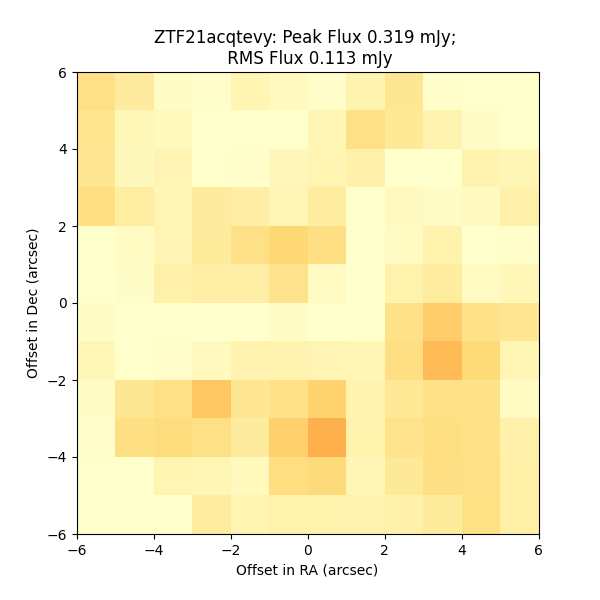 ZTF21acqtevy: Peak Flux 0.319 mJy;
RMS Flux 0.113 mJy
6
4
2
0
−2
−4
−6
Offset in Dec (arcsec)
−6 −4 −2 0 2 4 6
Offset in RA (arcsec)